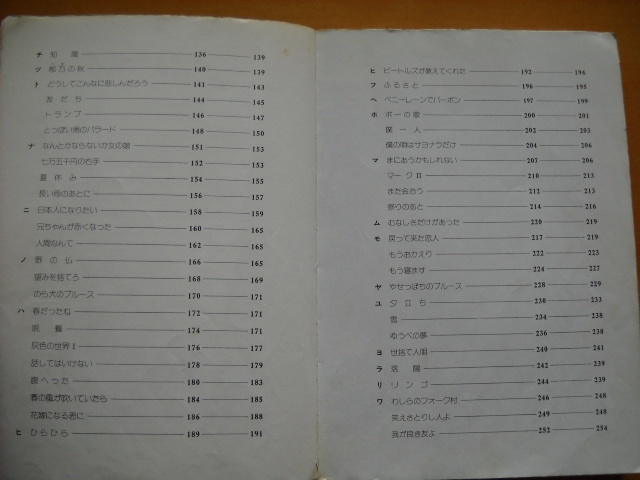 チ 知 識 136 139
ツ 都万の秋 140 139
ト どうしてこんなに悲しんだろう 141 143
友 だ ち 144 145
ト ラ ン プ 146 147
とっぽい男のバラード 148 150
ナ なんとかならないか女の娘 151 153
七万五千円の右手 152 153
夏 休 み 154 155
長い雨のあとに 156 157
ニ 日本人になりたい 158 159
兄ちゃんが赤くなった 160 165
人間なんて 162 165
ノ 野 の 仏 166 165
望みを捨てろ 168 169
のら犬のブルース 170 171
ハ 春だったね 172 171
祝 174 171
灰色の世界 I 176 177
話してはいけない 178 179
腹へった 180 183
春の風が吹いていたら 184 185
花嫁になる君に 186 188
ヒ ひらひら 189 191
ヒ ビートルズが教えてくれた 192 194
フ ふるさと 196 195
ヘ ペニーレーンでバーボン 197 199
ホ ポーの歌 200 201
僕 一 人 202 203
僕の唄はサヨナラだけ 204 206
マ まにあうかもしれない 207 206
マークⅡ 210 213
また会おう 212 213
祭りのあと 214 216
ム むなしさだけがあった 220 219
モ 戻って来た恋人 217 219
もうおかえり 222 221
もう寝ます 224 227
ヤ やせっぽちのブルース 228 229
ユ 夕立ち 230 233
雪 234 235
ゆうべの夢 236 238
ヨ 世捨て人唄 240 241
ラ 落 陽 242 239
リ リ ン ゴ 244 239
ワ わしらのフォーク村 246 248
笑えさとりし人よ 249 248
我が良き友よ 252 254